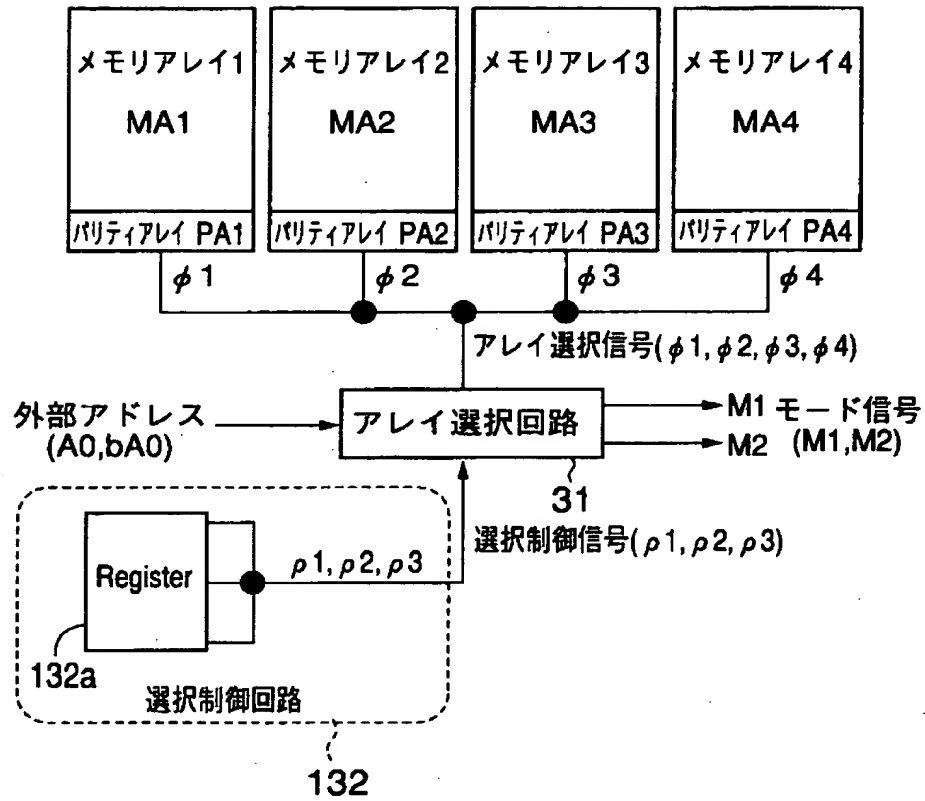 メモリアレイ1
MA1
パリティアレイ PA1
メモリアレイ2
MA2
パリティアレイ PA2
メモリアレイ3
MA3
パリティアレイ PA3
メモリアレイ4
MA4
パリティアレイ PA4
φ1
φ2
φ3
φ4
アレイ選択信号(φ1,φ2,φ3,φ4)
外部アドレス
(A0,bA0)
アレイ選択回路
M1
M2
モード信号
(M1,M2)
31
選択制御信号(ρ1,ρ2,ρ3)
Register
ρ1,ρ2,ρ3
132a
選択制御回路
132